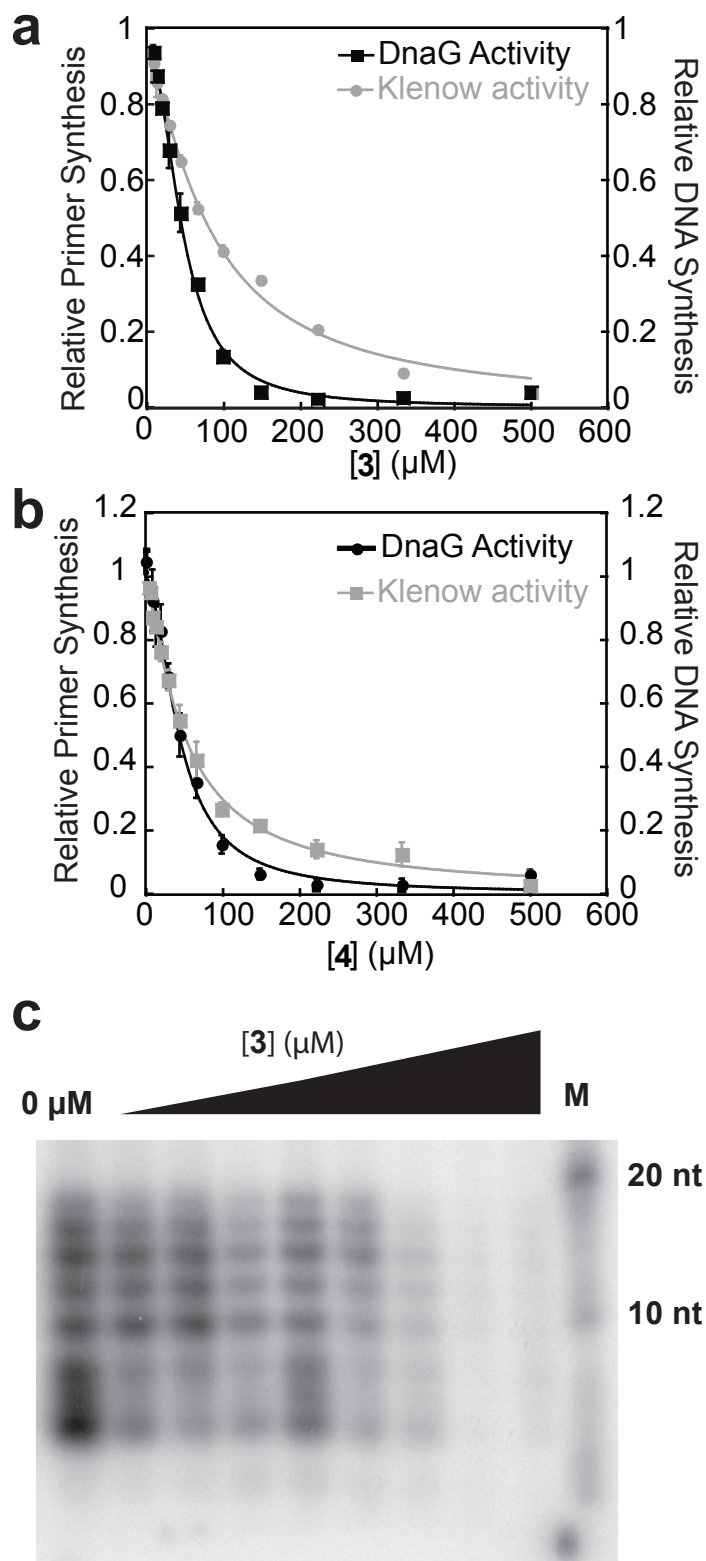 a
1
0.8
0.6
0.4
0.2
0
Relative Primer Synthesis
DnaG Activity
Klenow activity
1
0.8
0.6
0.4
0.2
0
Relative DNA Synthesis
0 100 200 300 400 500 600
[3] (µM)
b
1.2
1
0.8
0.6
0.4
0.2
0
Relative Primer Synthesis
DnaG Activity
Klenow activity
1.2
1
0.8
0.6
0.4
0.2
0
Relative DNA Synthesis
0 100 200 300 400 500 600
[4] (µM)
c
[3] (µM)
0 µM
M
20 nt
10 nt